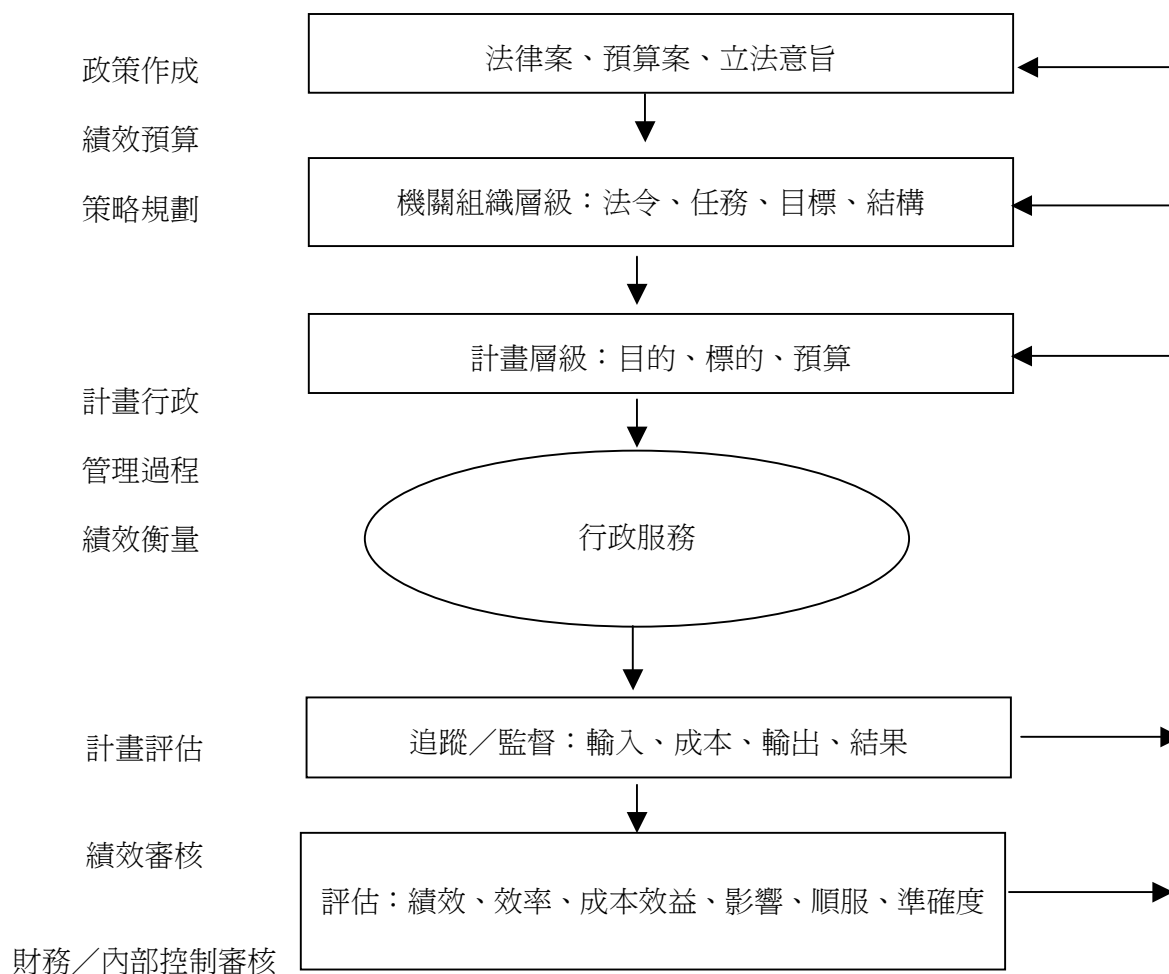 法律案、預算案、立法意旨
政策作成
績效預算
機關組織層級：法令、任務、目標、結構
策略規劃
計畫層級：目的、標的、預算
計畫行政
管理過程
行政服務
績效衡量
追蹤／監督：輸入、成本、輸出、結果
計畫評估
績效審核
評估：績效、效率、成本效益、影響、順服、準確度
財務／內部控制審核